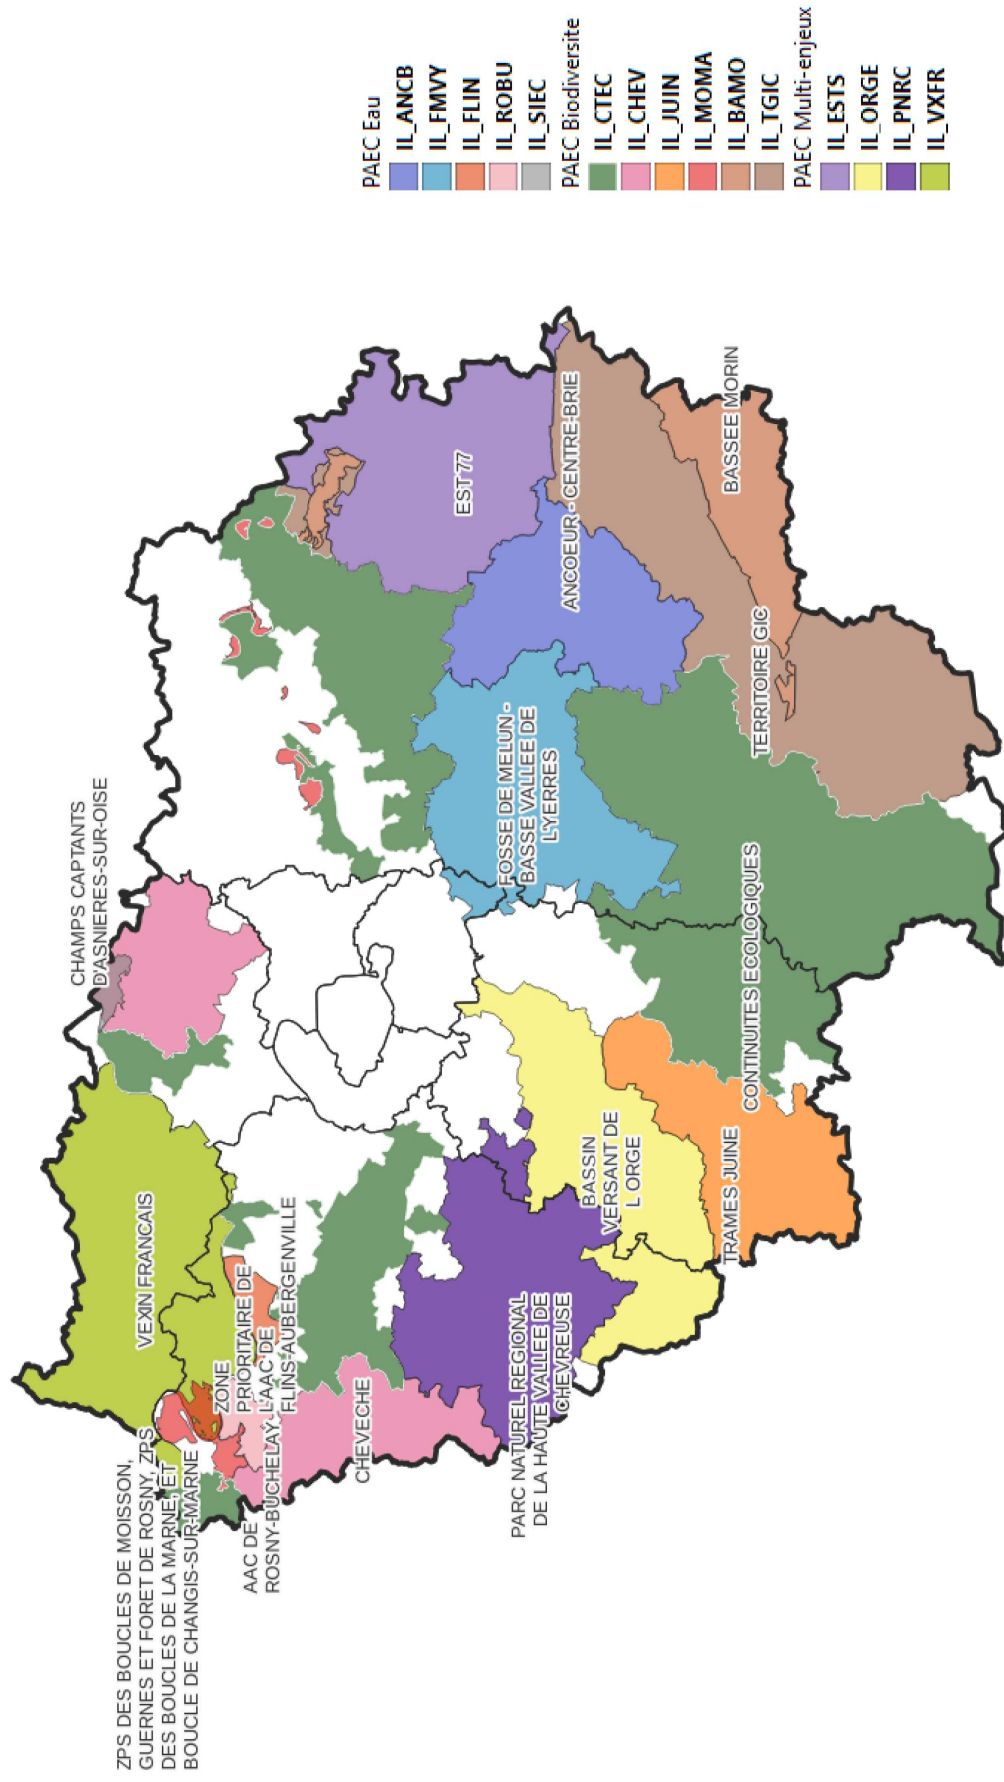 CHAMPS CAPTANTS
D'ASNIERES-SUR-OISE
VEXIN FRANCAIS
ZPS DES BOUCLES DE MOISSON,
GUERNES ET FORET DE ROSNY, ZPS
DES BOUCLES DE LA MARNE, ET
BOUCLE DE CHANGIS-SUR-MARNE
ZONE
PRIORITAIRE DE
L'AAC DE
FLINS-AUBERGENVILLE
AAC DE
ROSNY-BUCHELAY
CHEVECHE
PARC NATUREL REGIONAL
DE LA HAUTE VALLEE DE
CHEVREUSE
BASSIN
VERSANT DE
L ORGE
TRAMES JUINE
CONTINUITES ECOLOGIQUES
FOSSE DE MELUN -
BASSE VALLEE DE
L'YERRES
EST 77
ANCOEUR - CENTRE-BRIE
TERRITOIRE GIC
BASSEE MORIN
PAEC Eau
IL_ANCB
IL_FMVY
IL_FLIN
IL_ROBU
IL_SIEC
PAEC Biodiversite
IL_CTEC
IL_CHEV
IL_JUIN
IL_MOMA
IL_BAMO
IL_TGIC
PAEC Multi-enjeux
IL_ESTS
IL_ORGE
IL_PNRC
IL_VXFR